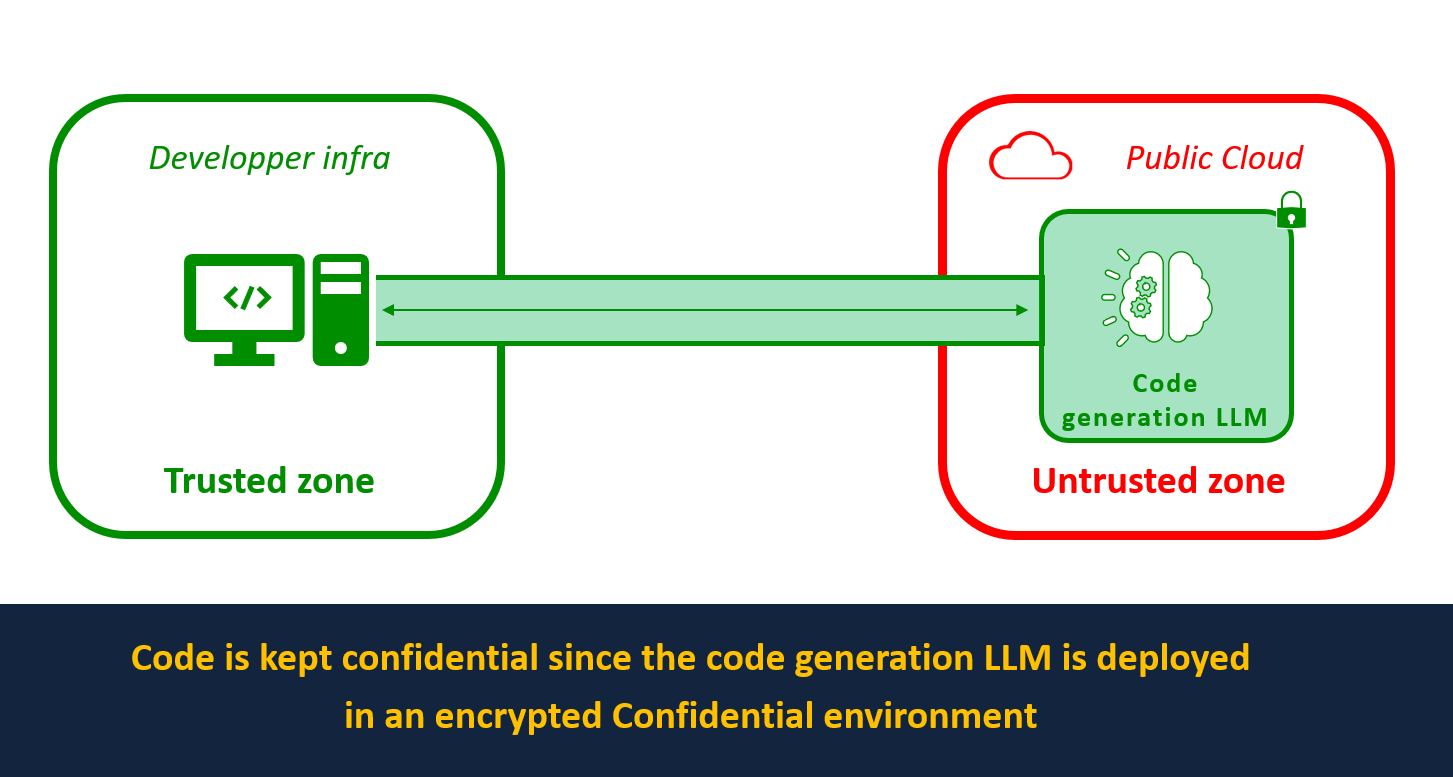 Developper infra
Public Cloud
</>
Code
generation LLM
Trusted zone
Untrusted zone
Code is kept confidential since the code generation LLM is deployed
in an encrypted Confidential environment